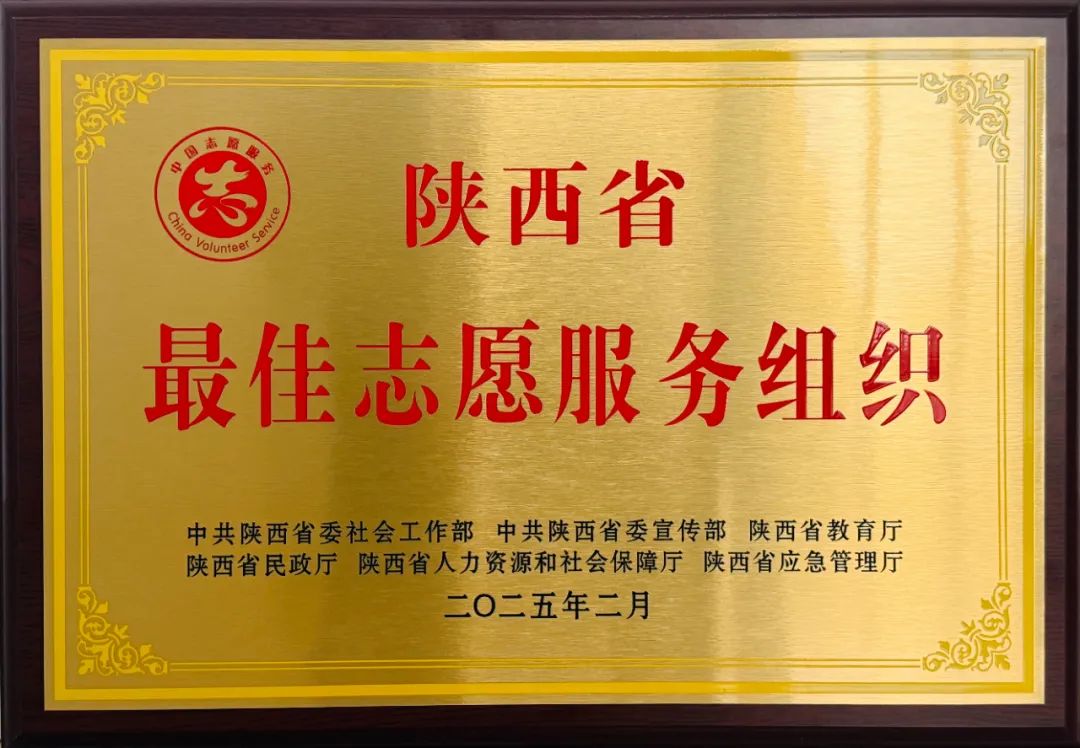 中国志愿服务
China Volunteer Service
陕西省
最佳志愿服务组织
中共陕西省委社会工作部 中共陕西省委宣传部 陕西省教育厅
陕西省民政厅 陕西省人力资源和社会保障厅 陕西省应急管理厅
二〇二五年二月